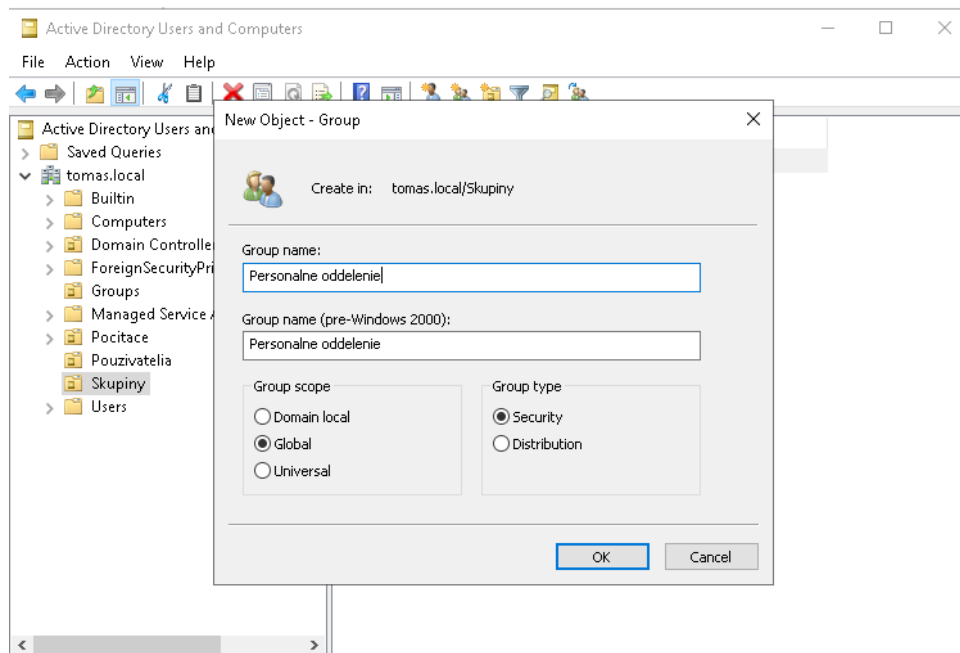 Active Directory Users and Computers
File Action View Help
Active Directory Users an
Saved Queries
tomas.local
Builtin
Computers
Domain Controlle
ForeignSecurityPri
Groups
Managed Service
Pocitace
Pouzivatelia
Skupiny
Users
New Object - Group
Create in: tomas.local/Skupiny
Group name:
Personalne oddelenie
Group name (pre-Windows 2000):
Personalne oddelenie
Group scope
Domain local
Global
Universal
Group type
Security
Distribution
OK Cancel